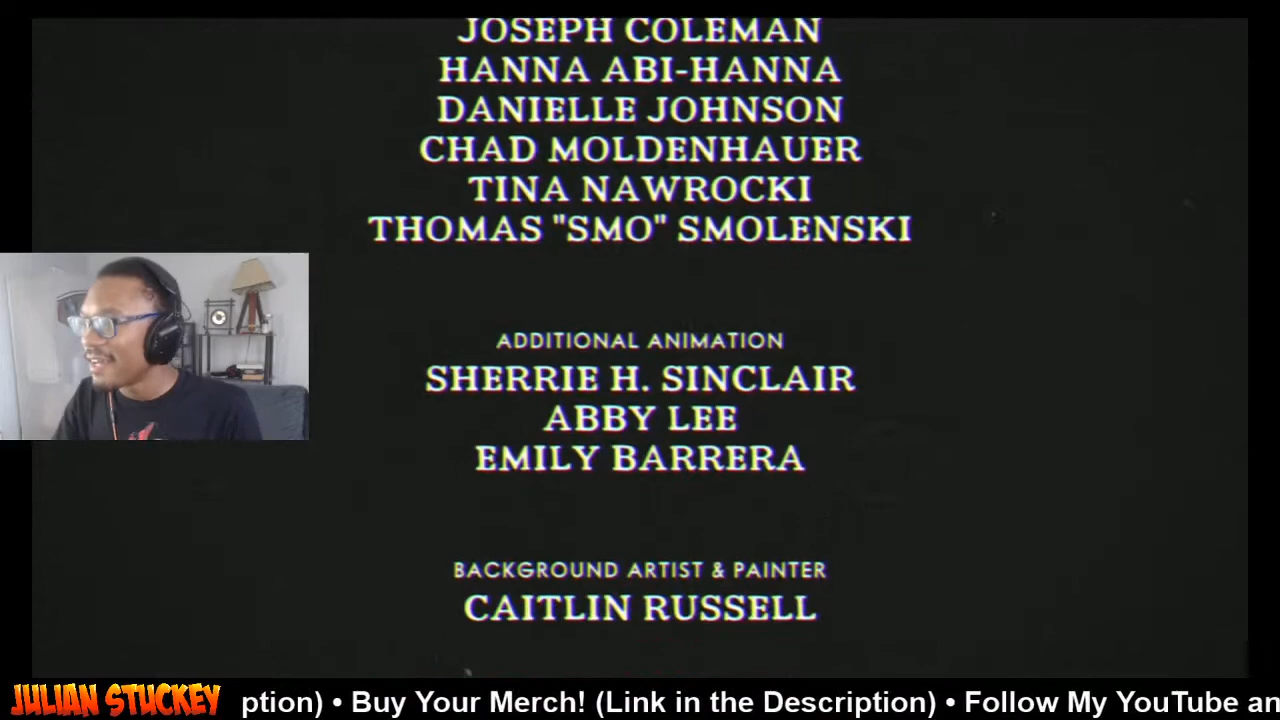 JOSEPH COLEMAN
HANNA ABI-HANNA
DANIELLE JOHNSON
CHAD MOLDENHAUER
TINA NAWROCKI
THOMAS "SMO" SMOLENSKI
ADDITIONAL ANIMATION
SHERRIE H. SINCLAIR
ABBY LEE
EMILY BARRERA
BACKGROUND ARTIST & PAINTER
CAITLIN RUSSELL
JULIAN STUCKEY
ption) • Buy Your Merch! (Link in the Description) • Follow My YouTube an